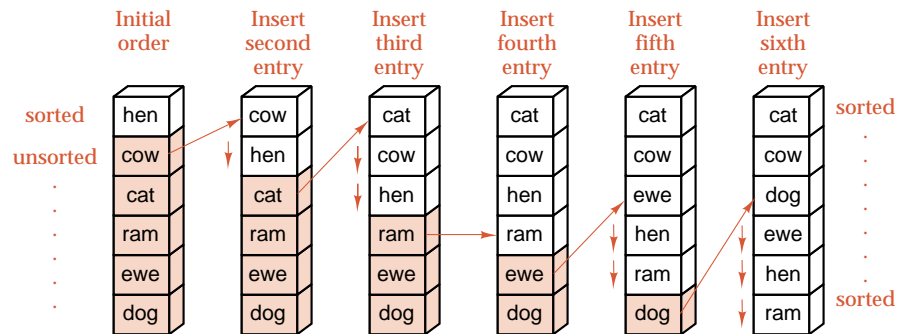 Initial order
Insert second entry
Insert third entry
Insert fourth entry
Insert fifth entry
Insert sixth entry
sorted hen cow cat cat cat cat sorted
unsorted cow hen cow cow cow cow
cat cat hen hen ewe dog
ram ram ram ram hen ewe
ewe ewe ewe ewe ram hen
dog dog dog dog dog ram sorted